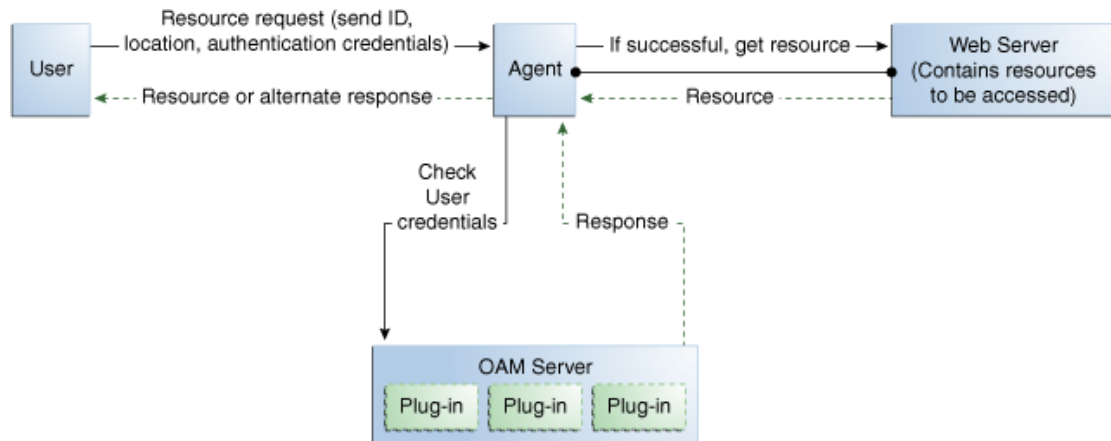 Resource request (send ID,
location, authentication credentials)
User
Resource or alternate response
Agent
If successful, get resource
Resource
Web Server
(Contains resources
to be accessed)
Check
User
credentials
Response
OAM Server
Plug-in
Plug-in
Plug-in